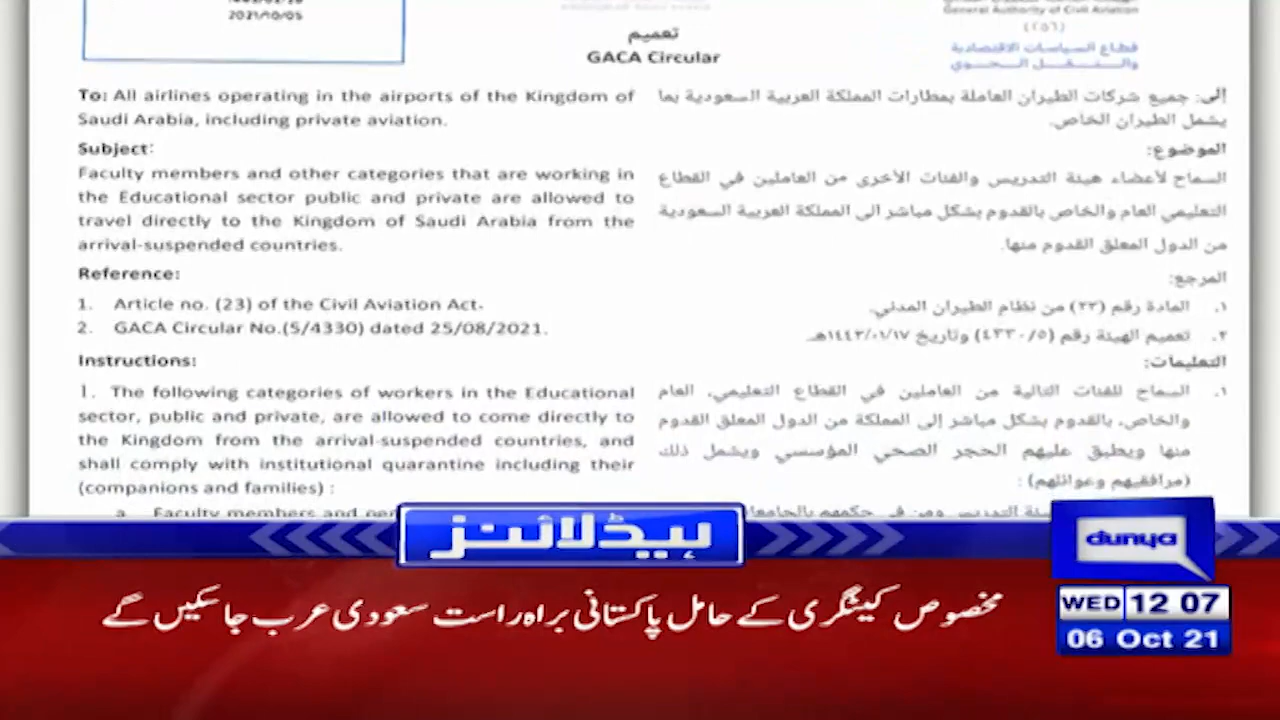 2021/10/05
General Authority of Civil Aviation
(٢٥٦)
قطاع السياسات الاقتصادية
والنقل الجوي
تعميم
GACA Circular
To: All airlines operating in the airports of the Kingdom of
Saudi Arabia, including private aviation.
Subject:
Faculty members and other categories that are working in
the Educational sector public and private are allowed to
travel directly to the Kingdom of Saudi Arabia from the
arrival-suspended countries.
Reference:
1. Article no. (23) of the Civil Aviation Act.
2. GACA Circular No.(5/4330) dated 25/08/2021.
Instructions:
1. The following categories of workers in the Educational
sector, public and private, are allowed to come directly to
the Kingdom from the arrival-suspended countries, and
shall comply with institutional quarantine including their
(companions and families) :
a. Faculty members and
إلى: جميع شركات الطيران العاملة بمطارات المملكة العربية السعودية بما
يشمل الطيران الخاص.
الموضوع:
السماح لأعضاء هيئة التدريس والفئات الأخرى من العاملين في القطاع
التعليمي العام والخاص بالقدوم بشكل مباشر الى المملكة العربية السعودية
من الدول المعلق القدوم منها.
المرجع:
١. المادة رقم (٢٣) من نظام الطيران المدني.
٢. تعميم الهيئة رقم (٤٣٣٠/٥) وتاريخ ١٤٤٣/٠١/١٧هـ
التعليمات:
١. السماح للفئات التالية من العاملين في القطاع التعليمي، العام
والخاص، بالقدوم بشكل مباشر إلى المملكة من الدول المعلق القدوم
منها ويطبق عليهم الحجر الصحي المؤسسي ويشمل ذلك
(مرافقيهم وعوائلهم) :
التدريس ومن في حكمهم
ہیڈلائنز
dunya
مخصوص کیٹگری کے حامل پاکستانی براہ راست سعودی عرب جا سکیں گے
WED 12 07
06 Oct 21